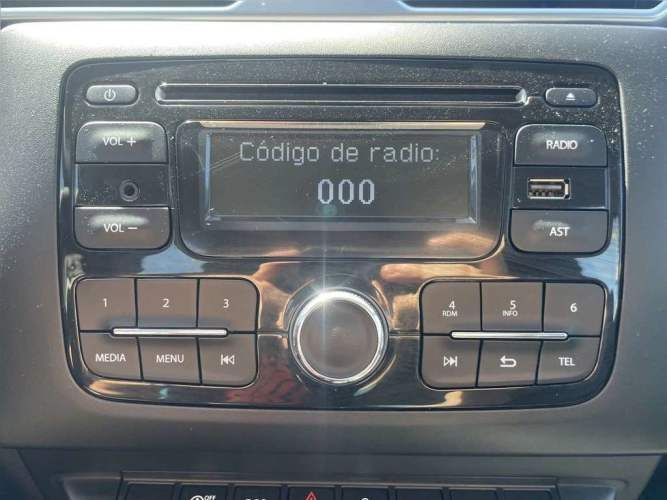 Código de radio:
000
VOL +
RADIO
VOL −
AST
1
2
3
4
RDM
5
INFO
6
MEDIA
MENU
TEL
OFF